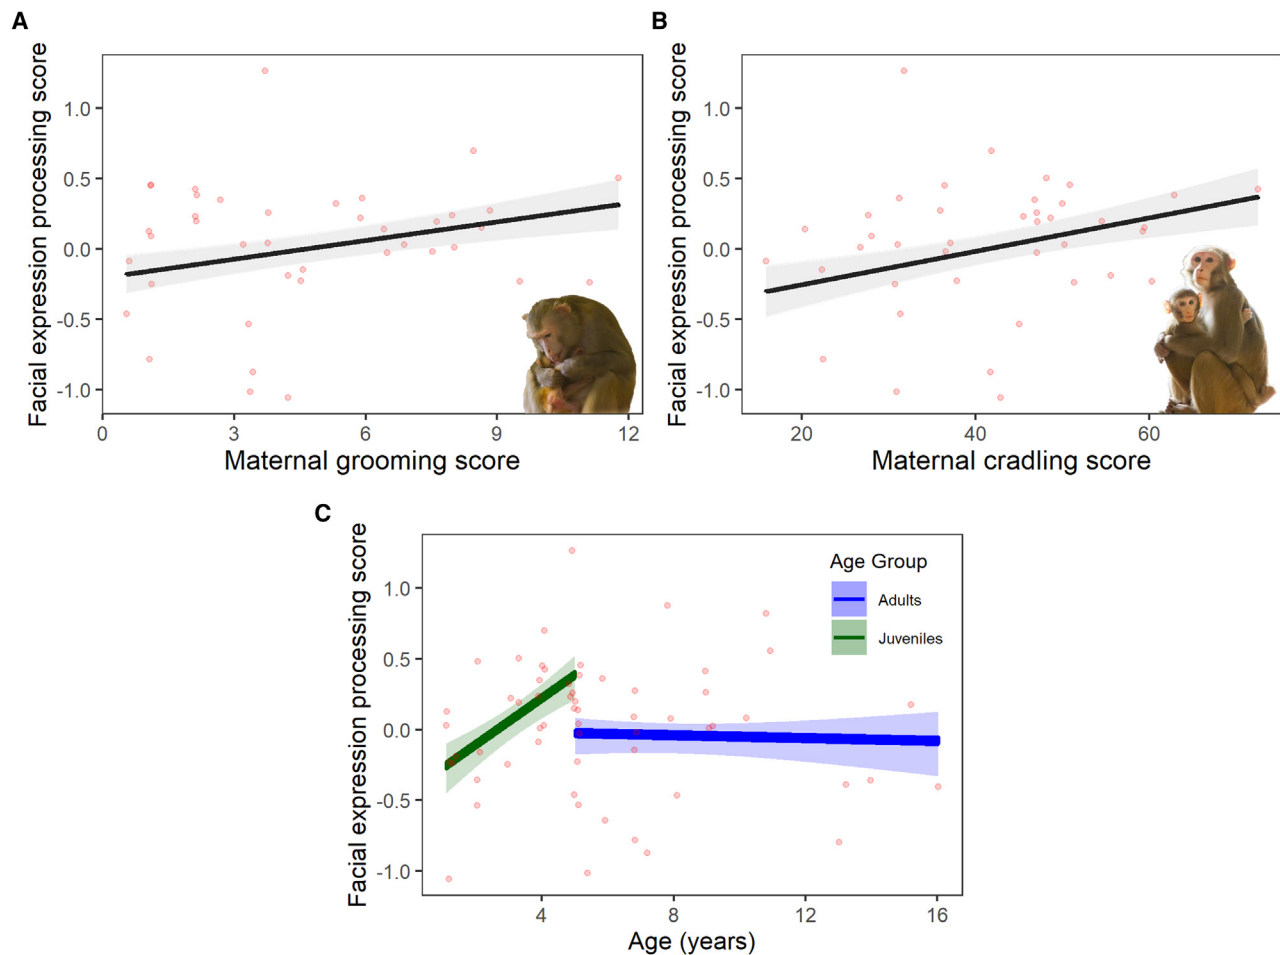 A
Facial expression processing score
1.0
0.5
0.0
-0.5
-1.0
0 3 6 9 12
Maternal grooming score
B
Facial expression processing score
1.0
0.5
0.0
-0.5
-1.0
20 40 60
Maternal cradling score
C
Facial expression processing score
1.0
0.5
0.0
-0.5
-1.0
Age Group
Adults
Juveniles
4 8 12 16
Age (years)